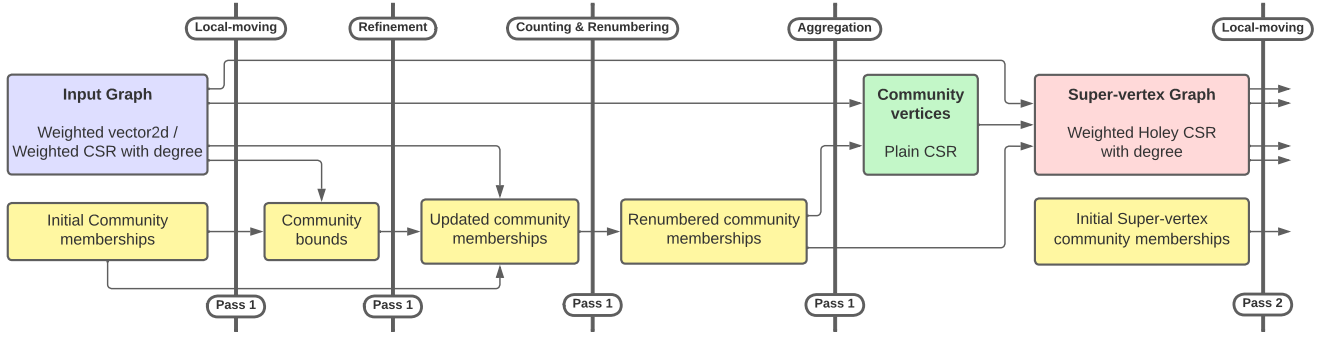 Local-moving
Refinement
Counting & Renumbering
Aggregation
Local-moving
Input Graph
Weighted vector2d /
Weighted CSR with degree
Community
vertices
Plain CSR
Super-vertex Graph
Weighted Holey CSR
with degree
Initial Community
memberships
Community
bounds
Updated community
memberships
Renumbered community
memberships
Initial Super-vertex
community memberships
Pass 1
Pass 1
Pass 1
Pass 1
Pass 2